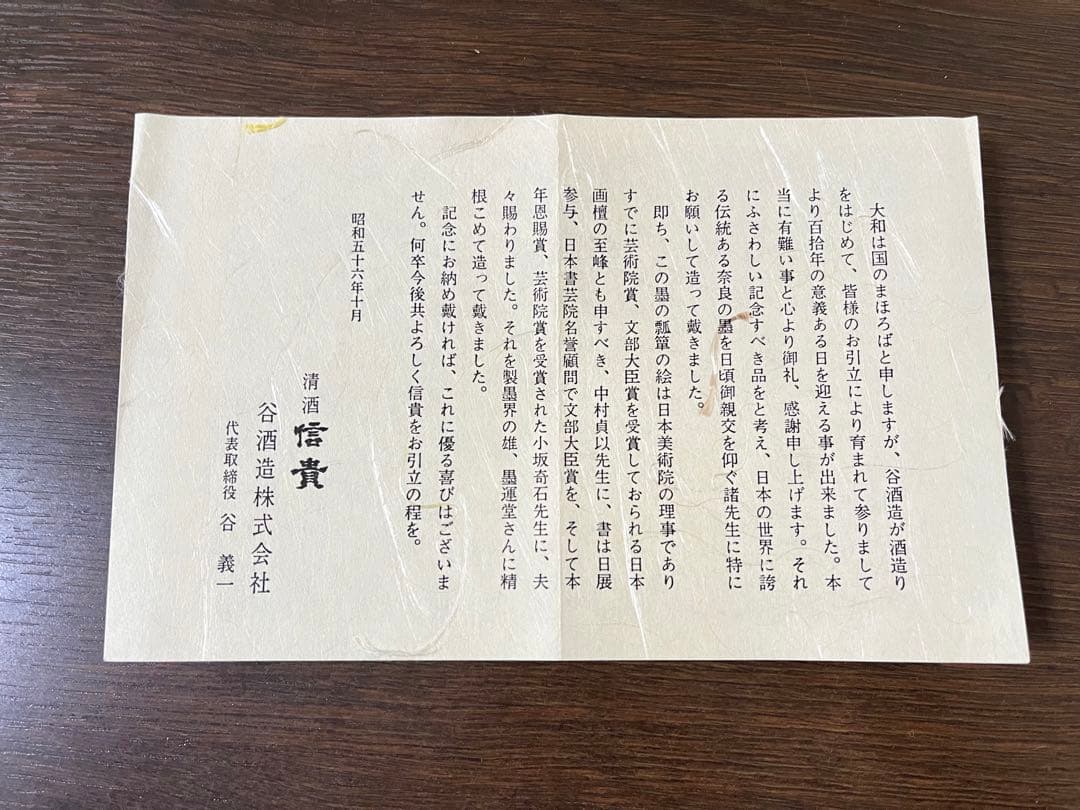 大和は国のまほろばと申しますが、谷酒造が酒造り
をはじめて、皆様のお引立により育まれて参りまして
より百拾年の意義ある日を迎える事が出来ました。本
当に有難い事と心より御礼、感謝申し上げます。それ
にふさわしい記念すべき品をと考え、日本の世界に誇
る伝統ある奈良の墨を日頃御親交を仰ぐ諸先生に特に
お願いして造って戴きました。
即ち、この墨の瓢箪の絵は日本美術院の理事であり
すでに芸術院賞、文部大臣賞を受賞しておられる日本
画檀の至峰とも申すべき、中村貞以先生に、書は日展
参与、日本書芸院名誉顧問で文部大臣賞を、そして本
年恩賜賞、芸術院賞を受賞された小坂奇石先生に、夫
々賜わりました。それを製墨界の雄、墨運堂さんに精
根こめて造って戴きました。
記念にお納め戴ければ、これに優る喜びはございま
せん。何卒今後共よろしく信貴をお引立の程を。
昭和五十六年十月
清酒 信貴
谷酒造株式会社
代表取締役 谷 義一